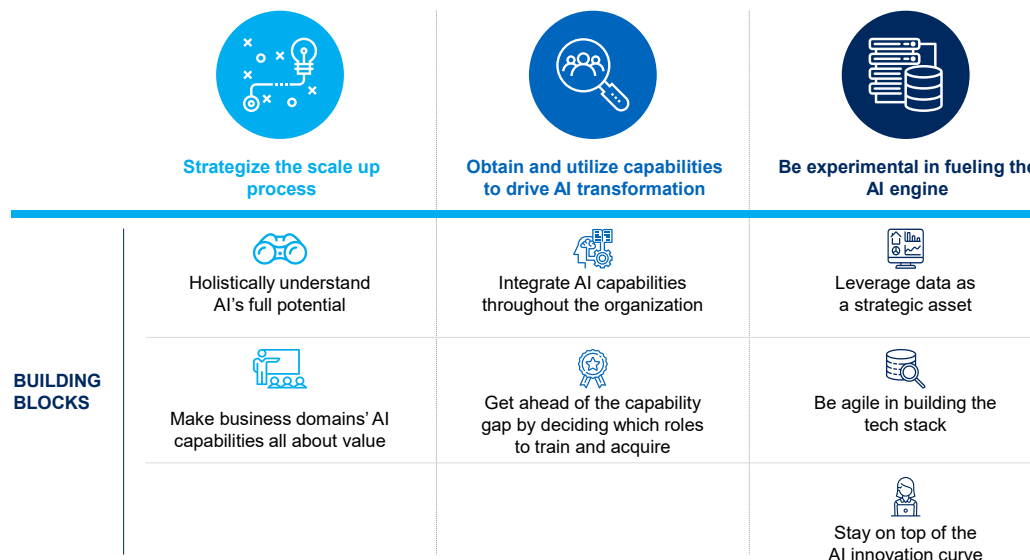 Strategize the scale up
process
Obtain and utilize capabilities
to drive AI transformation
Be experimental in fueling the
AI engine
BUILDING
BLOCKS
Holistically understand
AI's full potential
Integrate AI capabilities
throughout the organization
Leverage data as
a strategic asset
Make business domains' AI
capabilities all about value
Get ahead of the capability
gap by deciding which roles
to train and acquire
Be agile in building the
tech stack
Stay on top of the
AI innovation curve